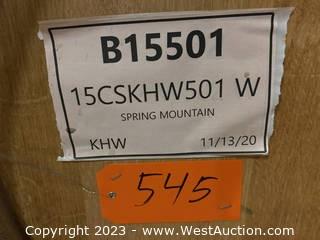 B15501
15CSKHW501 W
SPRING MOUNTAIN
KHW 11/13/20
545
Copyright 2023 - www.WestAuction.com